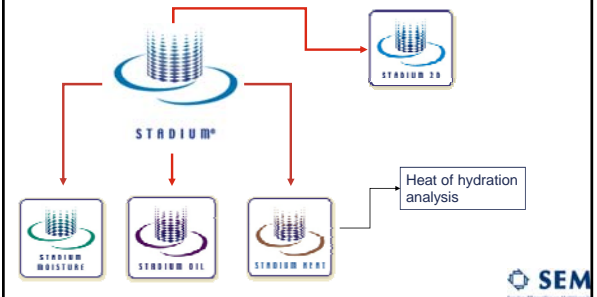 STADIUM®
STADIUM 2D
STADIUM
MOISTURE
STADIUM OIL
STADIUM HEAT
Heat of hydration
analysis
SEM